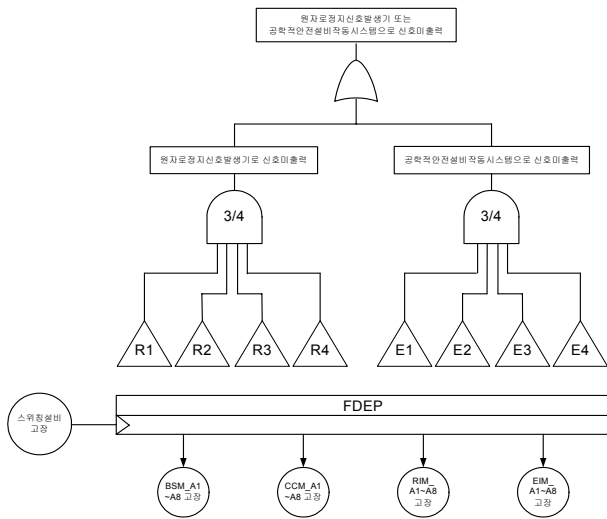 원자로정지신호발생기 또는
공학적안전설비작동시스템으로 신호미출력
원자로정지신호발생기로 신호미출력
공학적안전설비작동시스템으로 신호미출력
3/4
3/4
R1
R2
R3
R4
E1
E2
E3
E4
FDEP
스위칭설비
고장
BSM_A1
~A8 고장
CCM_A1
~A8 고장
RIM_
A1~A8
고장
EIM_
A1~A8
고장